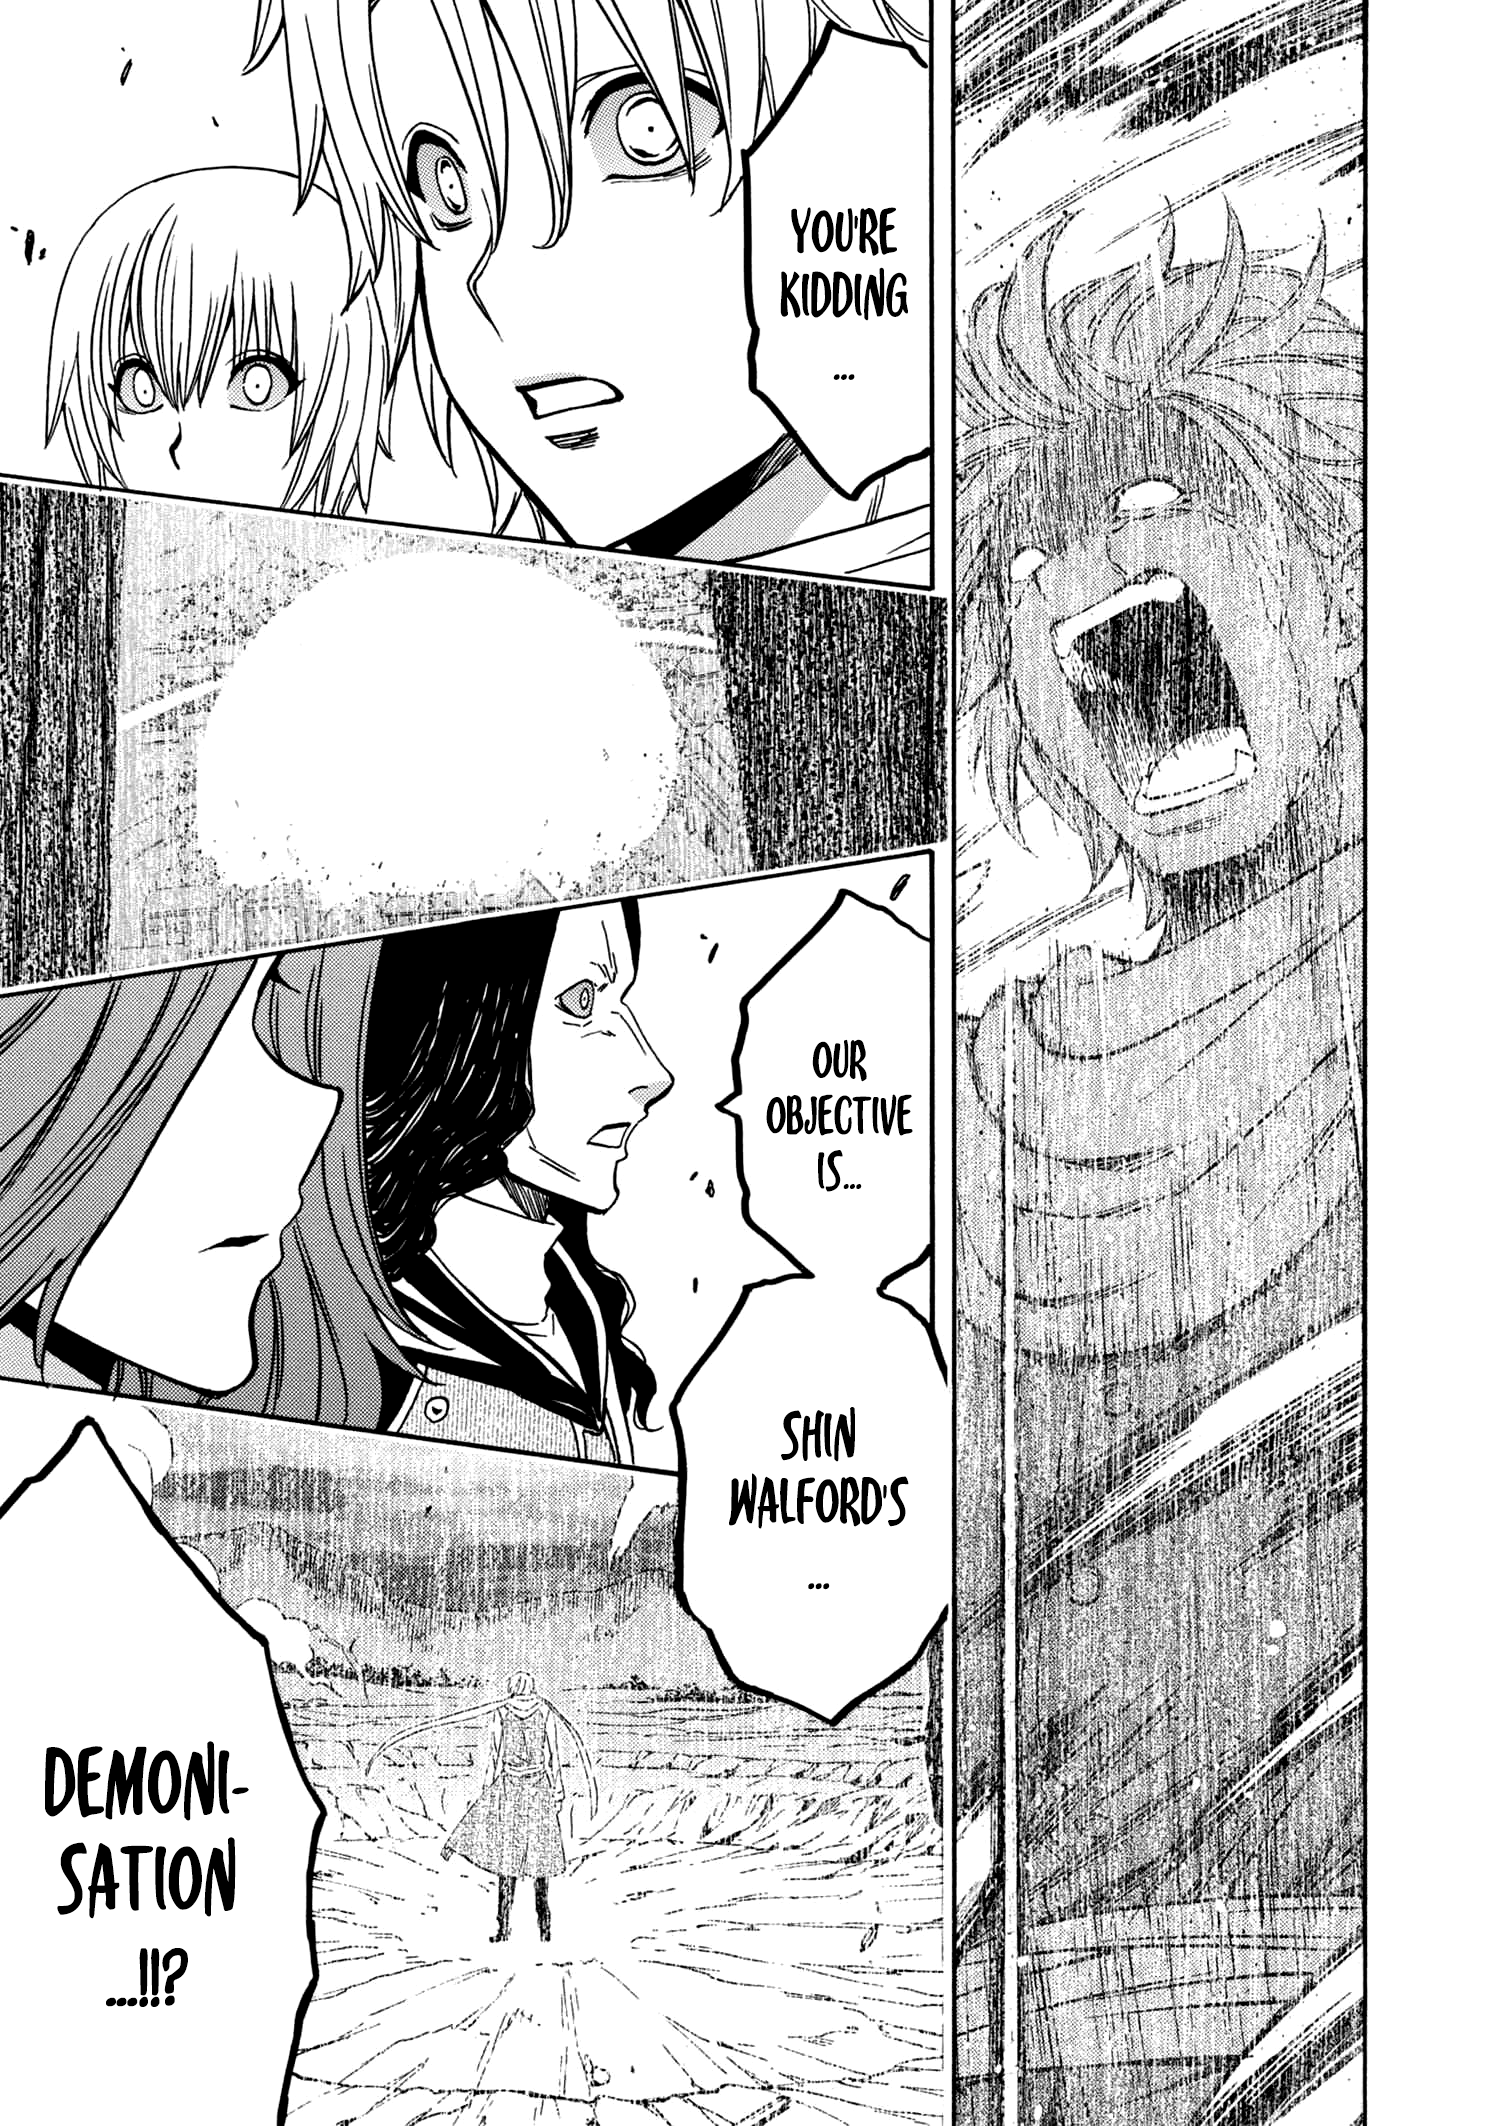 YOU'RE
KIDDING
...
OUR
OBJECTIVE
IS...
SHIN
WALFORD'S
...
DEMONI-
SATION
...!!?